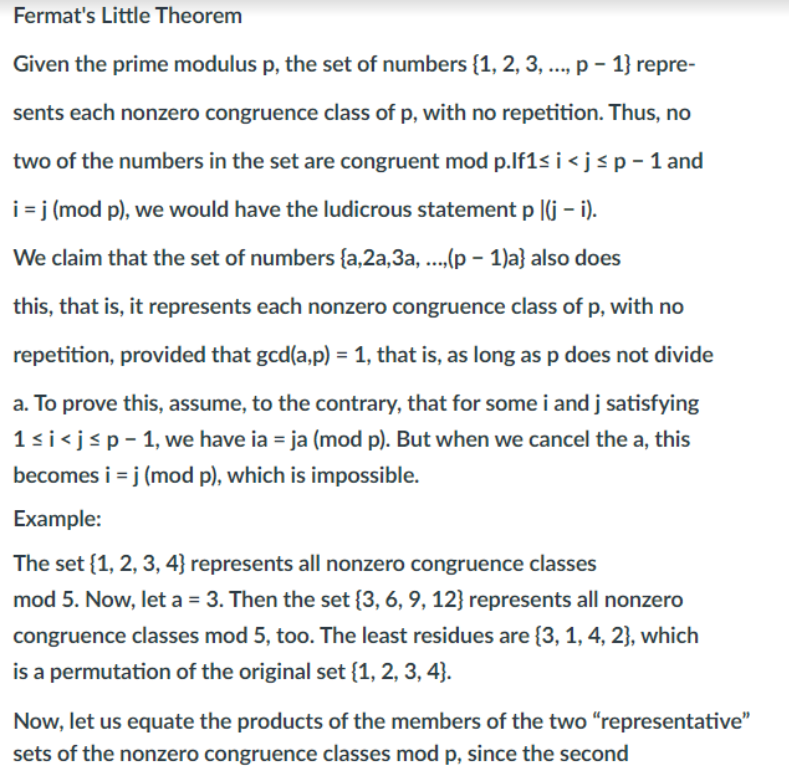 Fermat's Little Theorem
Given the prime modulus p, the set of numbers {1, 2, 3, ..., p − 1} repre-
sents each nonzero congruence class of p, with no repetition. Thus, no
two of the numbers in the set are congruent mod p.If1≤ i < j ≤ p − 1 and
i = j (mod p), we would have the ludicrous statement p |(j − i).
We claim that the set of numbers {a,2a,3a, ...,(p − 1)a} also does
this, that is, it represents each nonzero congruence class of p, with no
repetition, provided that gcd(a,p) = 1, that is, as long as p does not divide
a. To prove this, assume, to the contrary, that for some i and j satisfying
1 ≤ i < j ≤ p − 1, we have ia = ja (mod p). But when we cancel the a, this
becomes i = j (mod p), which is impossible.
Example:
The set {1, 2, 3, 4} represents all nonzero congruence classes
mod 5. Now, let a = 3. Then the set {3, 6, 9, 12} represents all nonzero
congruence classes mod 5, too. The least residues are {3, 1, 4, 2}, which
is a permutation of the original set {1, 2, 3, 4}.
Now, let us equate the products of the members of the two “representative”
sets of the nonzero congruence classes mod p, since the second